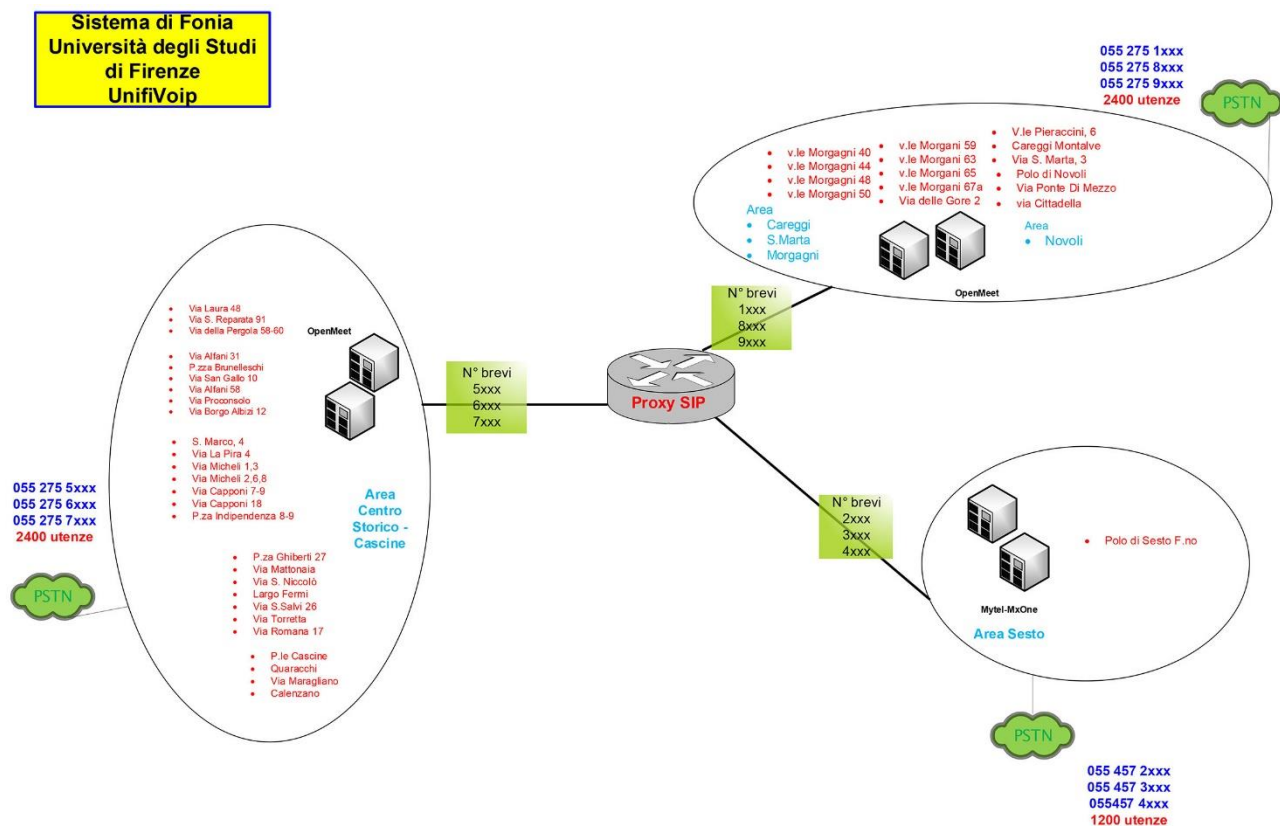 Sistema di Fonia
Università degli Studi
di Firenze
UnifiVoip
055 275 1xxx
055 275 8xxx
055 275 9xxx
2400 utenze
PSTN
v.le Morgagni 40
v.le Morgagni 44
v.le Morgagni 48
v.le Morgagni 50
v.le Morgani 59
v.le Morgani 63
v.le Morgani 65
v.le Morgani 67a
Via delle Gore 2
V.le Pieraccini, 6
Careggi Montalve
Via S. Marta, 3
Polo di Novoli
Via Ponte Di Mezzo
via Cittadella
Area
Careggi
S.Marta
Morgagni
Area
Novoli
OpenMeet
N° brevi
1xxx
8xxx
9xxx
Via Laura 48
Via S. Reparata 91
Via della Pergola 58-60
OpenMeet
Via Alfani 31
P.zza Brunelleschi
Via San Gallo 10
Via Alfani 58
Via Proconsolo
Via Borgo Albizi 12
S. Marco, 4
Via La Pira 4
Via Micheli 1,3
Via Micheli 2,6,8
Via Capponi 7-9
Via Capponi 18
P.za Indipendenza 8-9
Area
Centro
Storico -
Cascine
P.za Ghiberti 27
Via Mattonaia
Via S. Niccolò
Largo Fermi
Via S.Salvi 26
Via Torretta
Via Romana 17
P.le Cascine
Quaracchi
Via Maragliano
Calenzano
055 275 5xxx
055 275 6xxx
055 275 7xxx
2400 utenze
PSTN
N° brevi
5xxx
6xxx
7xxx
Proxy SIP
N° brevi
2xxx
3xxx
4xxx
Polo di Sesto F.no
Mytel-MxOne
Area Sesto
PSTN
055 457 2xxx
055 457 3xxx
055457 4xxx
1200 utenze